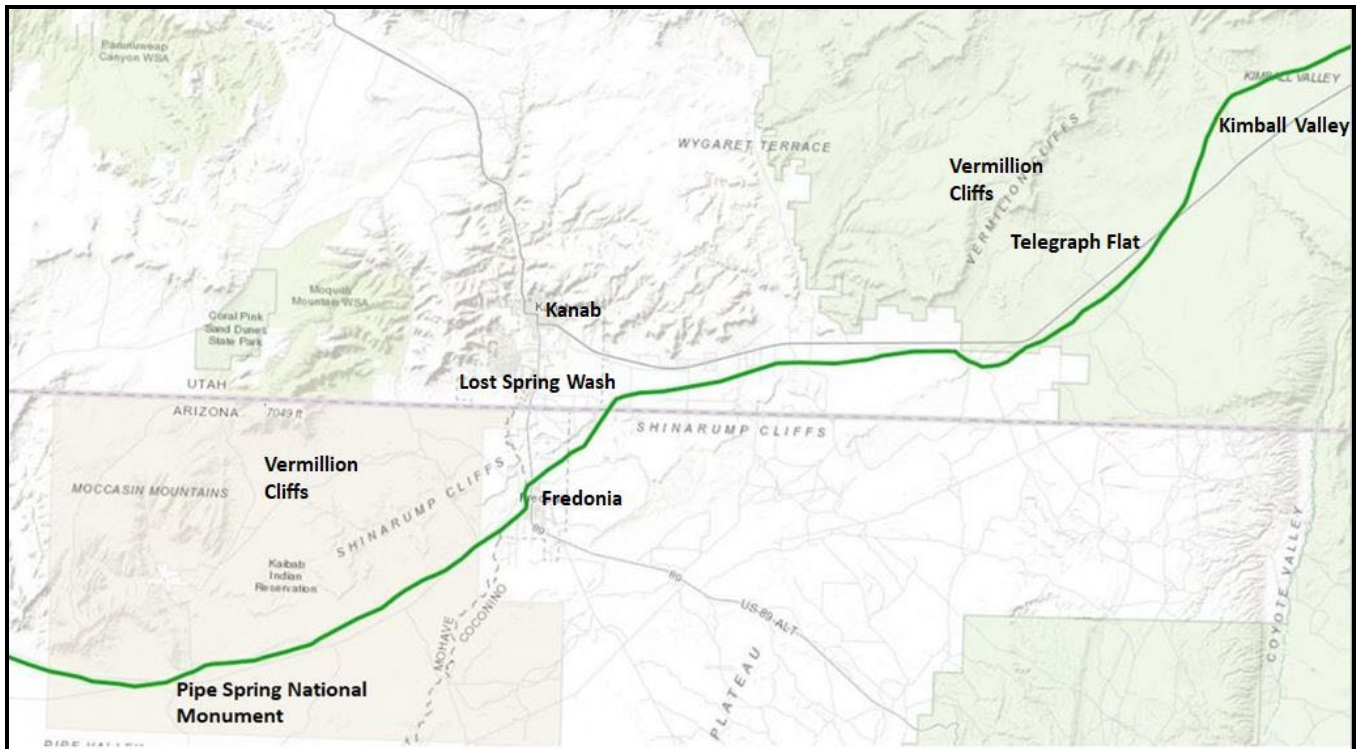 Parunuweap
Canyon WSA
KIMBALL VALLEY
Kimball Valley
WYGARET TERRACE
Vermillion
Cliffs
VERMILION CLIFFS
Telegraph Flat
Moquith
Mountain WSA
Coral Pink
Sand Dunes
State Park
Kanab
Lost Spring Wash
UTAH
ARIZONA
7049 ft
SHINARUMP CLIFFS
Vermillion
Cliffs
MOCCASIN MOUNTAINS
SHINARUMP CLIFFS
Fredonia
89
Kaibab
Indian
Reservation
89
US-89-ALT
MOHAVE
COCONINO
COYOTE VALLEY
PLATEAU
Pipe Spring National
Monument
PIPE VALLEY